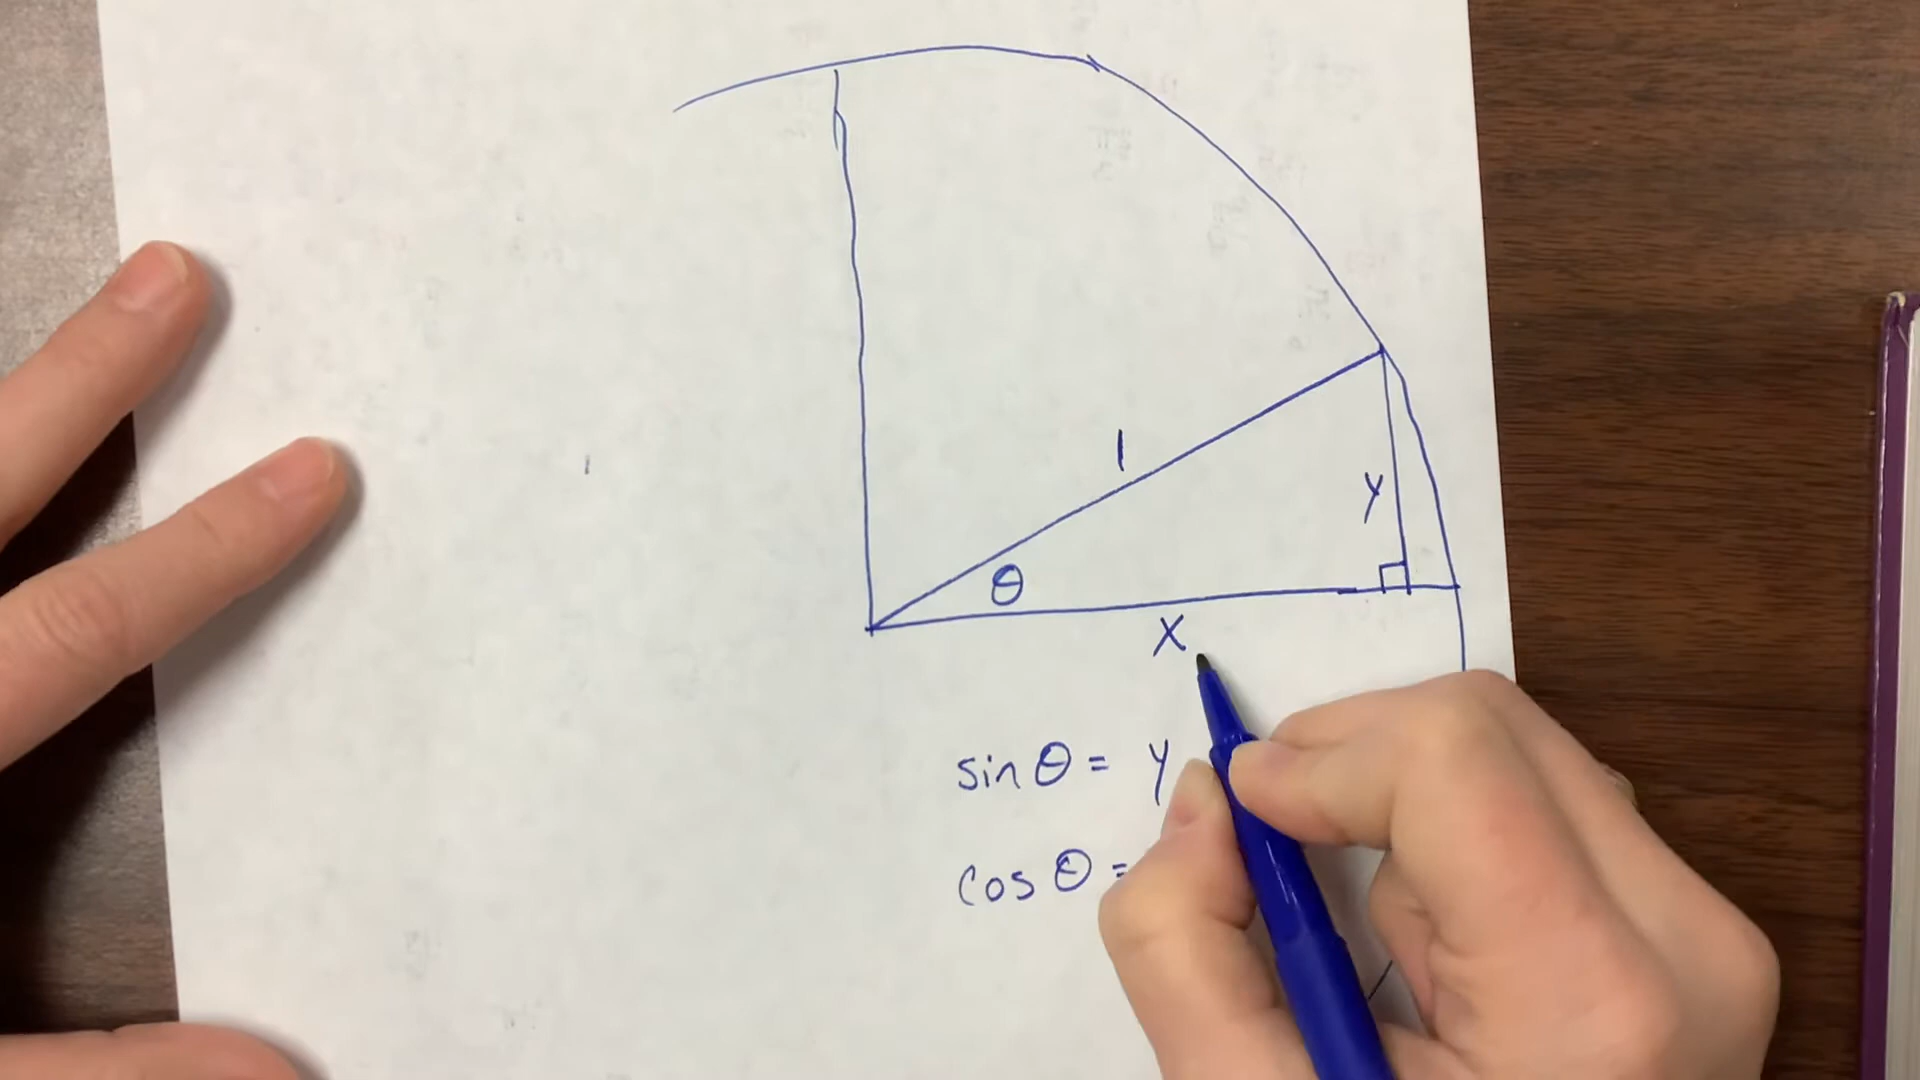 1
y
θ
x
sin θ = y
cos θ =